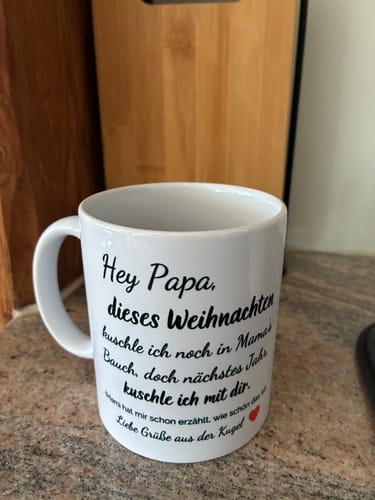 Hey Papa,
dieses Weihnachten
kuschle ich noch in Mama's
Bauch, doch nächstes Jahr
kuschle ich mit dir.
Mami hat mir schon erzählt, wie schön das ist
Liebe Grüße aus der Kugel